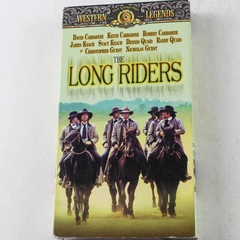 WESTERN LEGENDS
DAVID CARRADINE KEITH CARRADINE ROBERT CARRADINE
JAMES KEACH STACY KEACH DENNIS QUAID RANDY QUAID
CHRISTOPHER GUEST NICHOLAS GUEST
THE
LONG RIDERS